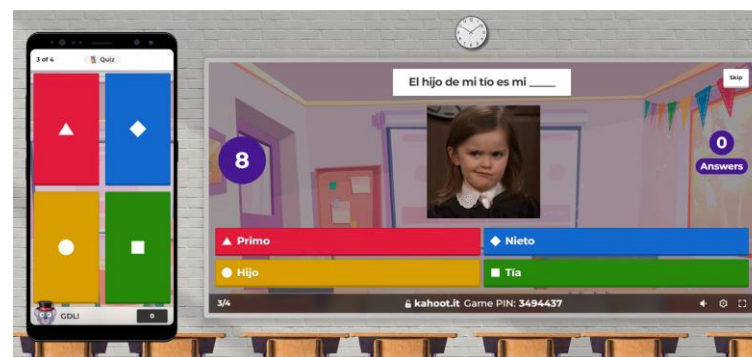 3 of 4
Quiz
GDL!
0
El hijo de mi tío es mi _____
Skip
8
0
Answers
Primo
Nieto
Hijo
Tía
3/4
kahoot.it Game PIN: 3494437